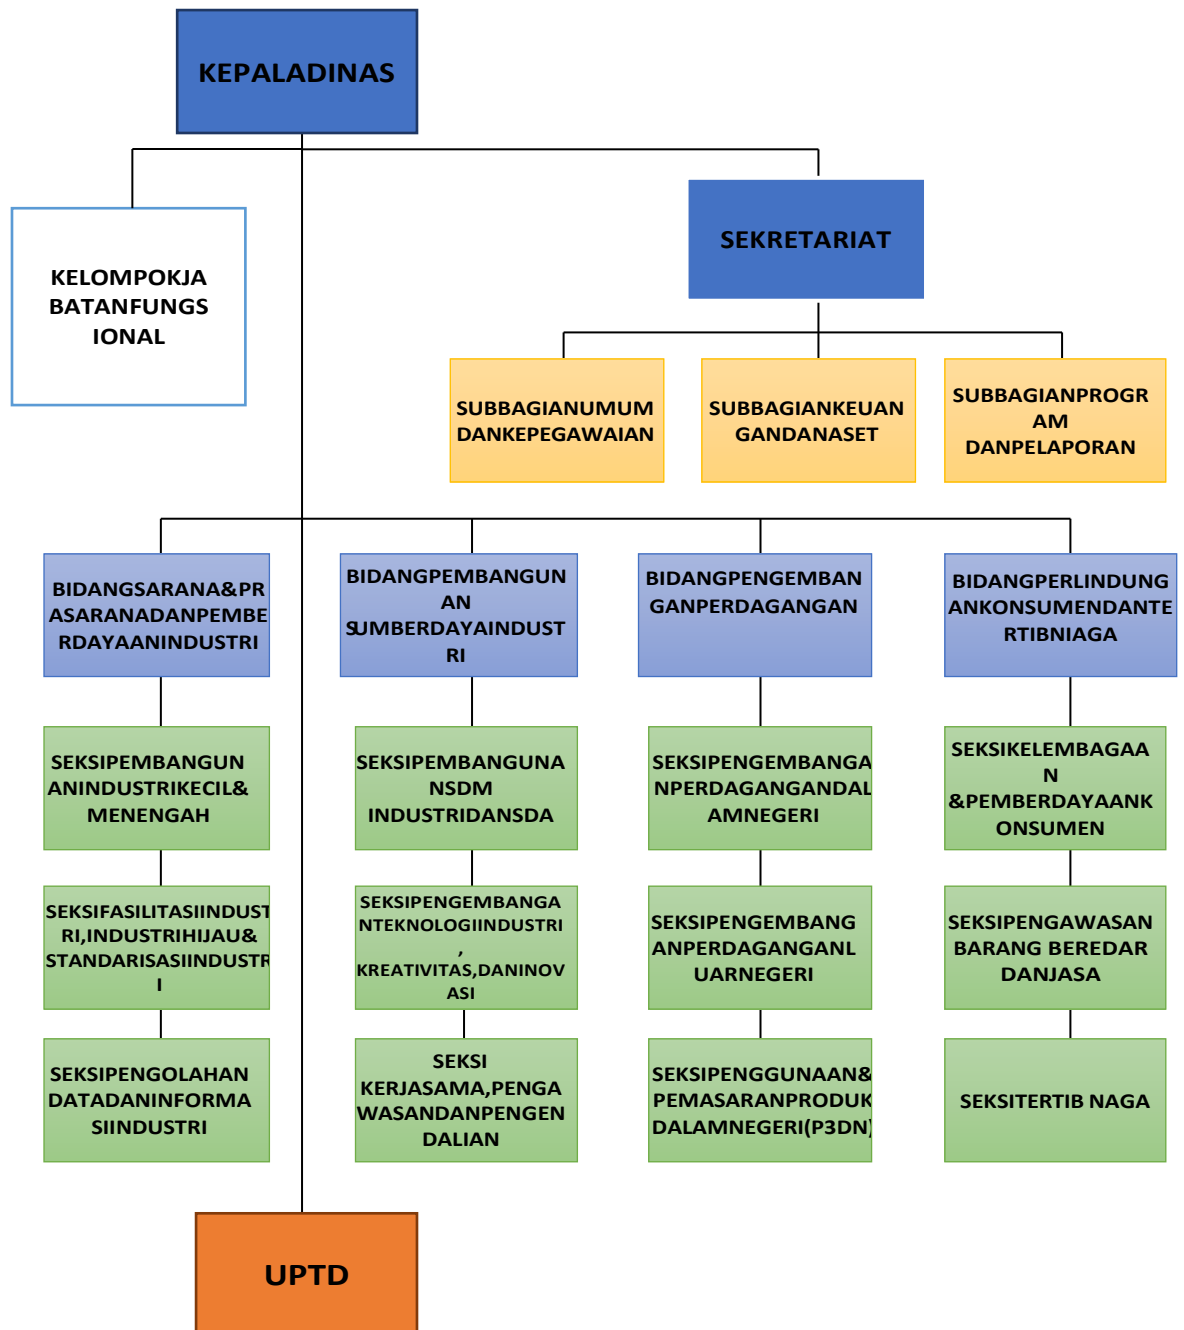 KEPALADINAS
KELOMPOKJA
BATANFUNGS
IONAL
SEKRETARIAT
SUBBAGIANUMUM
DANKEPEGAWAIAN
SUBBAGIANKEUAN
GANDANASET
SUBBAGIANPROGR
AM
DANPELAPORAN
BIDANGSARANA&PR
ASARANADANPEMBE
RDAYAANINDUSTRI
BIDANGPEMBANGUN
AN
SUMBERDAYAINDUST
RI
BIDANGPENGEMBAN
GANPERDAGANGAN
BIDANGPERLINDUNG
ANKONSUMENDANTE
RTIBNIAGA
SEKSIPEMBANGUN
ANINDUSTRIKECIL&
MENENGAH
SEKSIPEMBANGUNA
NSDM
INDUSTRIDANSDA
SEKSIPENGEMBANGA
NPERDAGANGANDAL
AMNEGERI
SEKSIKELEMBAGAA
N
&PEMBERDAYAANK
ONSUMEN
SEKSIFASILITASIINDUST
RI,INDUSTRIHIJAU&
STANDARISASIINDUSTR
I
SEKSIPENGEMBANGA
NTEKNOLOGIINDUSTRI
,
KREATIVITAS,DANINOV
ASI
SEKSIPENGEMBANG
ANPERDAGANGANL
UARNEGERI
SEKSIPENGAWASAN
BARANG BEREDAR
DANJASA
SEKSIPENGOLAHAN
DATADANINFORMA
SIINDUSTRI
SEKSI
KERJASAMA,PENGA
WASANDANPENGEN
DALIAN
SEKSIPENGGUNAAN&
PEMASARANPRODUK
DALAMNEGERI(P3DN)
SEKSITERTIB NAGA
UPTD